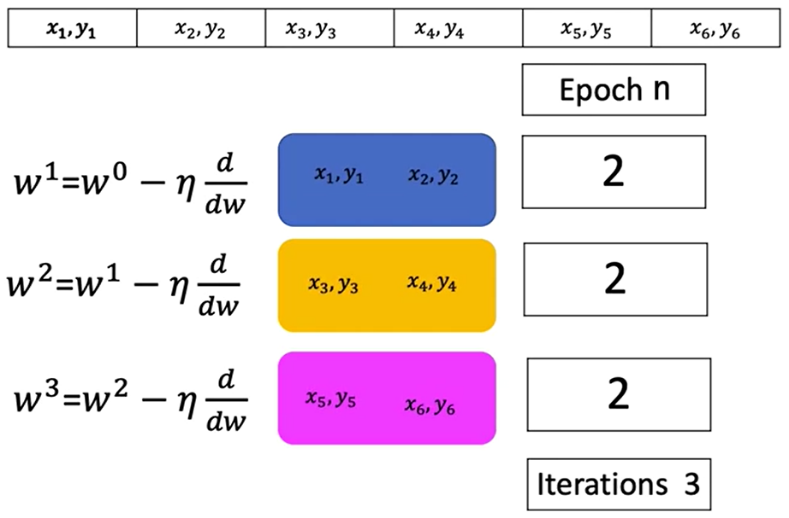 x₁, y₁ x₂, y₂ x₃, y₃ x₄, y₄ x₅, y₅ x₆, y₆
Epoch n
w¹=w⁰ − η d/dw x₁, y₁ x₂, y₂ 2
w²=w¹ − η d/dw x₃, y₃ x₄, y₄ 2
w³=w² − η d/dw x₅, y₅ x₆, y₆ 2
Iterations 3